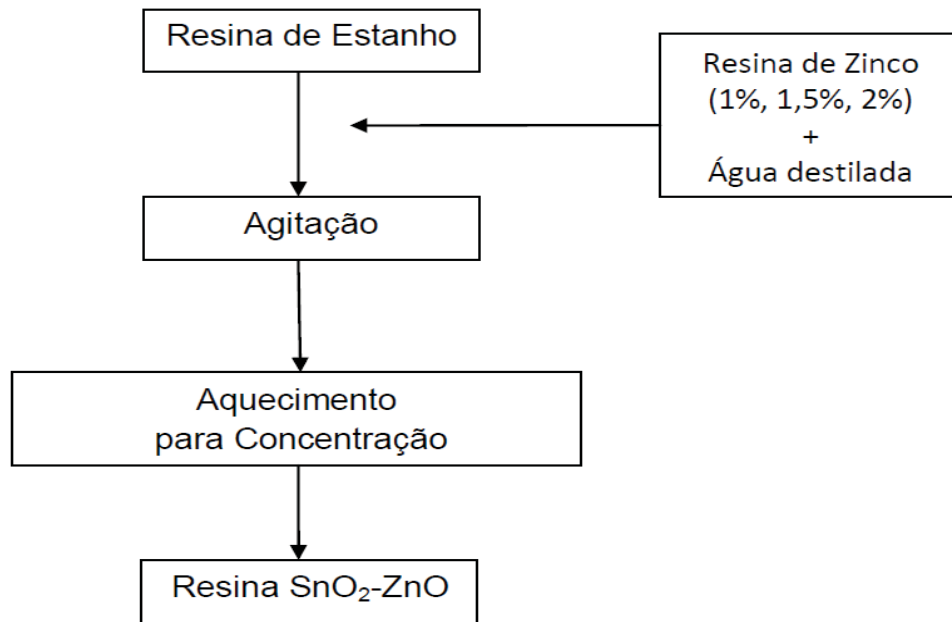 Resina de Estanho
Resina de Zinco
(1%, 1,5%, 2%)
+
Água destilada
Agitação
Aquecimento
para Concentração
Resina SnO₂-ZnO